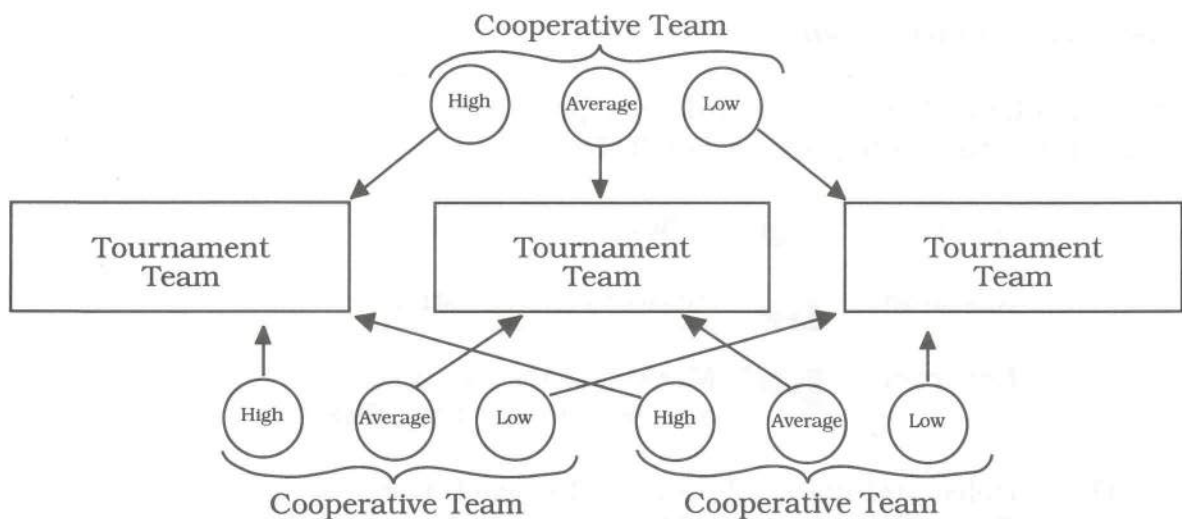 Cooperative Team
High Average Low
Tournament Team
Tournament Team
Tournament Team
High Average Low High Average Low
Cooperative Team Cooperative Team